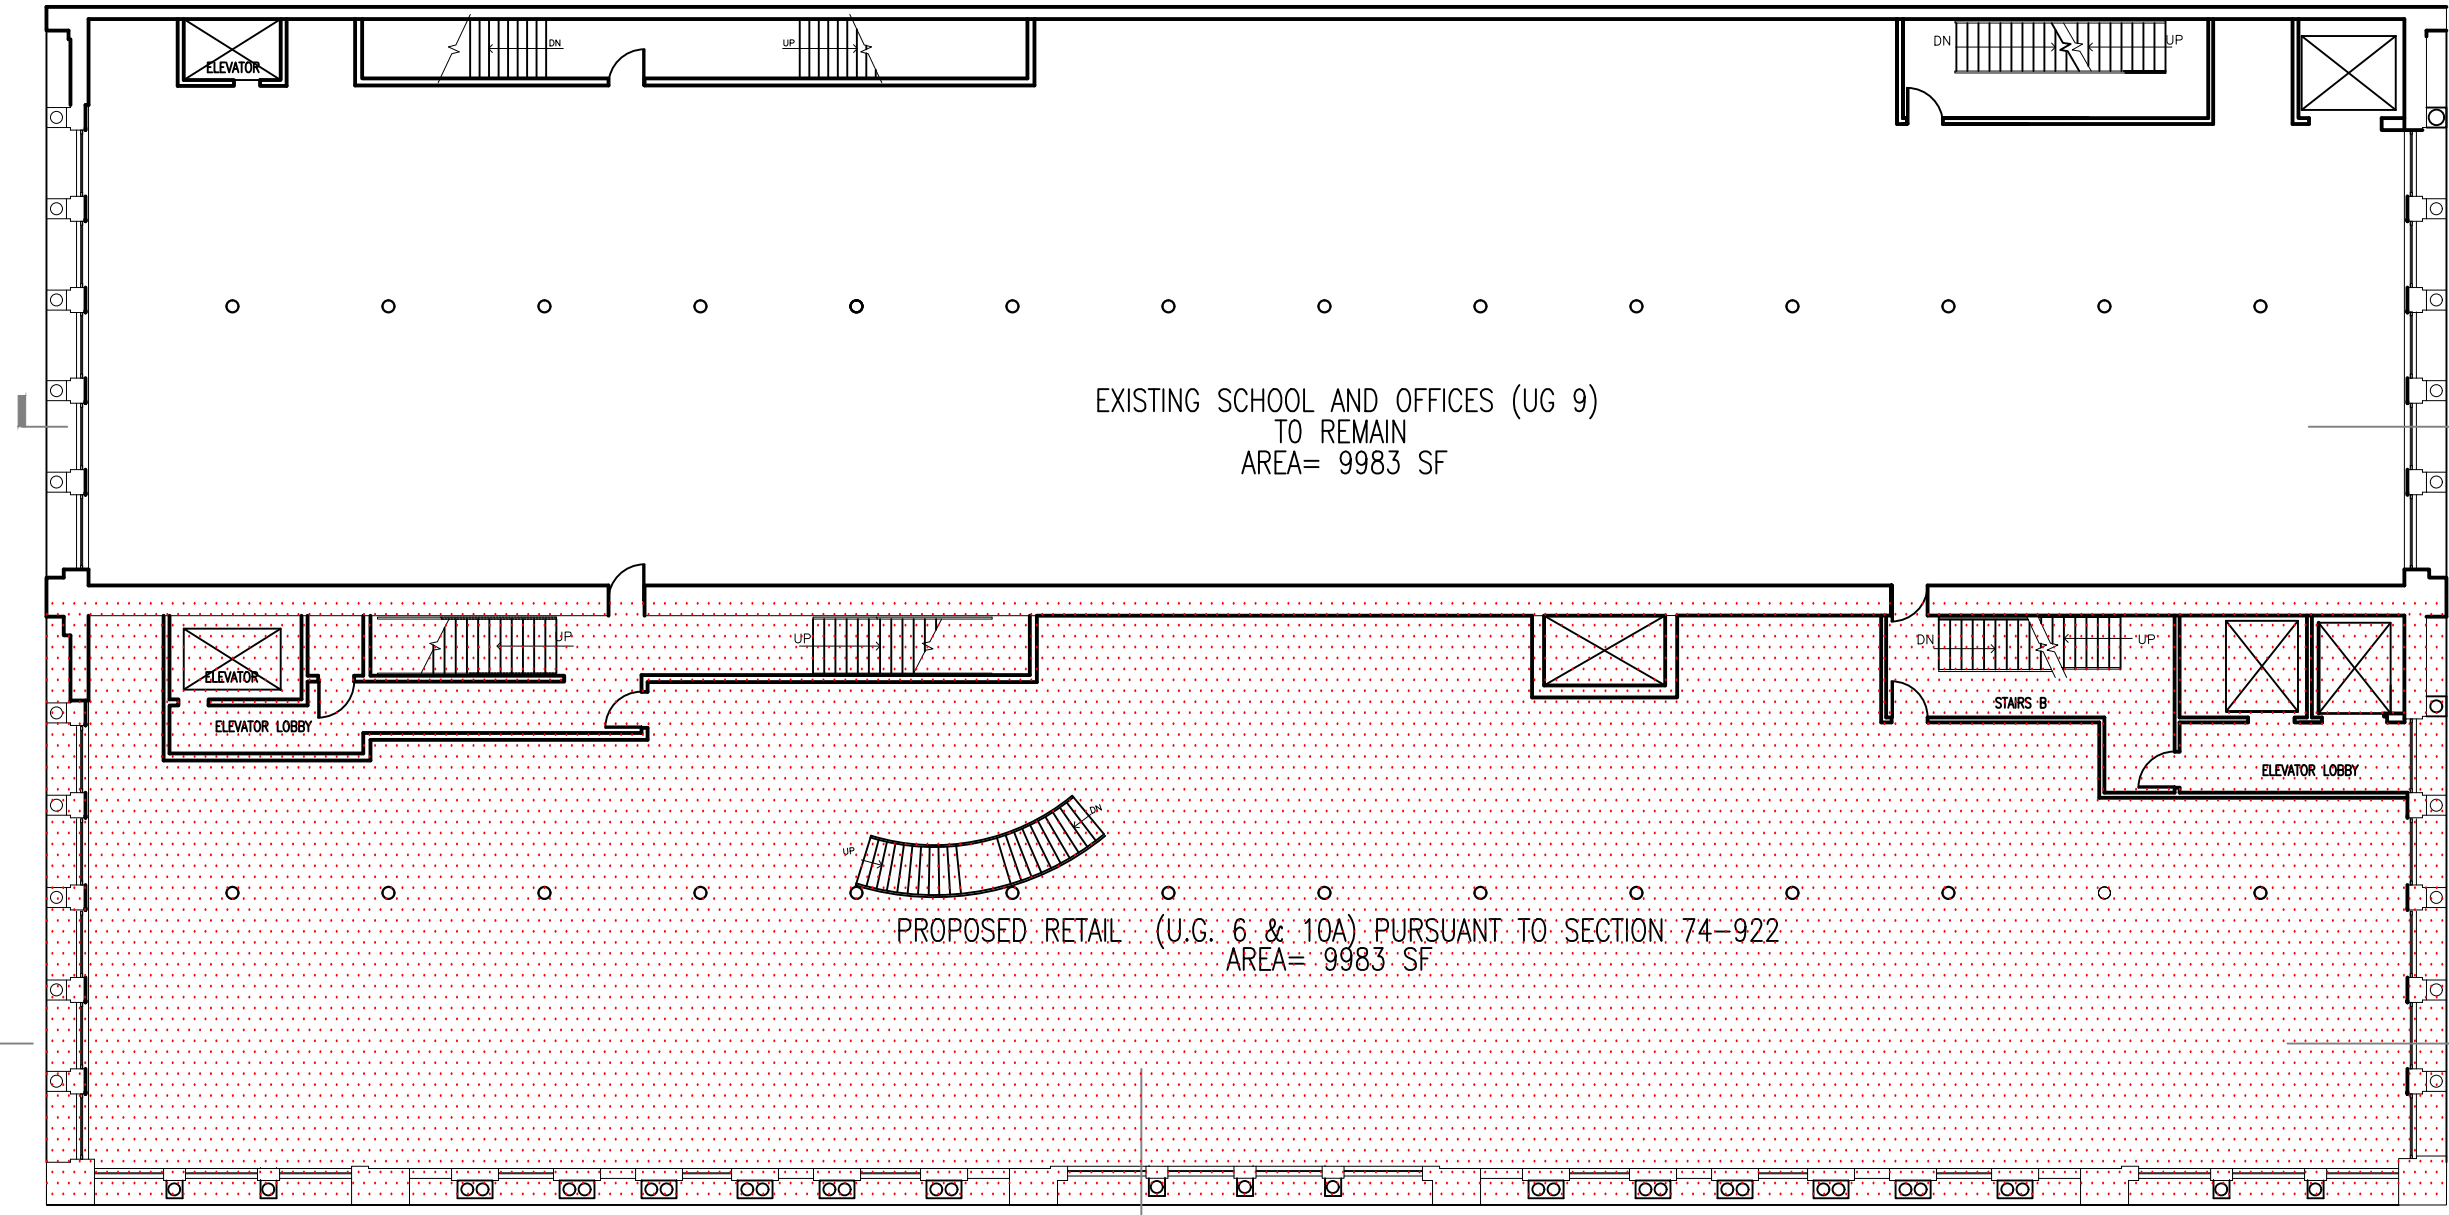 DN
UP
DN
UP
ELEVATOR
EXISTING SCHOOL AND OFFICES (UG 9)
TO REMAIN
AREA= 9983 SF
UP
UP
DN
UP
ELEVATOR
STAIRS B
ELEVATOR LOBBY
ELEVATOR LOBBY
DN
UP
PROPOSED RETAIL (U.G. 6 & 10A) PURSUANT TO SECTION 74-922
AREA= 9983 SF